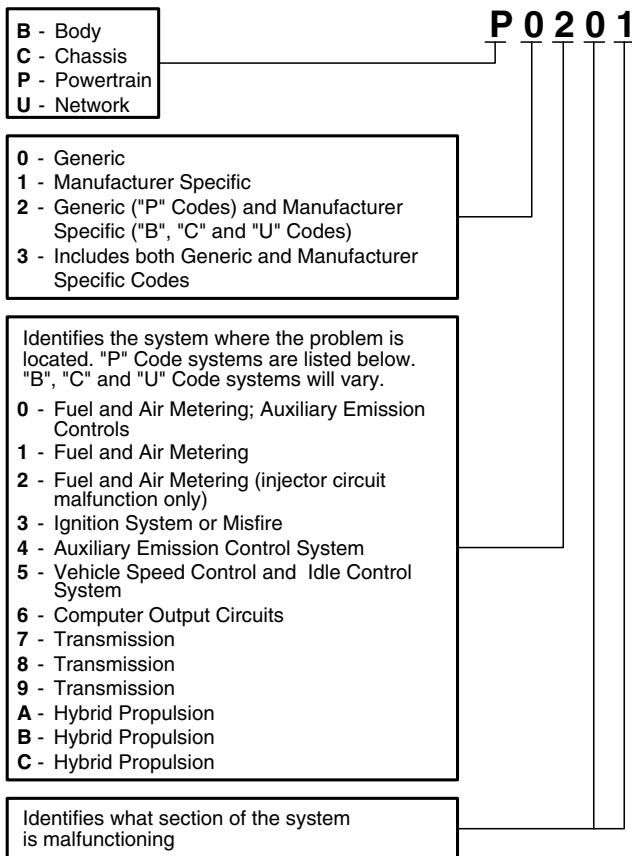 P 0 2 0 1
B - Body
C - Chassis
P - Powertrain
U - Network
0 - Generic
1 - Manufacturer Specific
2 - Generic ("P" Codes) and Manufacturer
Specific ("B", "C" and "U" Codes)
3 - Includes both Generic and Manufacturer
Specific Codes
Identifies the system where the problem is
located. "P" Code systems are listed below.
"B", "C" and "U" Code systems will vary.
0 - Fuel and Air Metering; Auxiliary Emission
Controls
1 - Fuel and Air Metering
2 - Fuel and Air Metering (injector circuit
malfunction only)
3 - Ignition System or Misfire
4 - Auxiliary Emission Control System
5 - Vehicle Speed Control and Idle Control
System
6 - Computer Output Circuits
7 - Transmission
8 - Transmission
9 - Transmission
A - Hybrid Propulsion
B - Hybrid Propulsion
C - Hybrid Propulsion
Identifies what section of the system
is malfunctioning